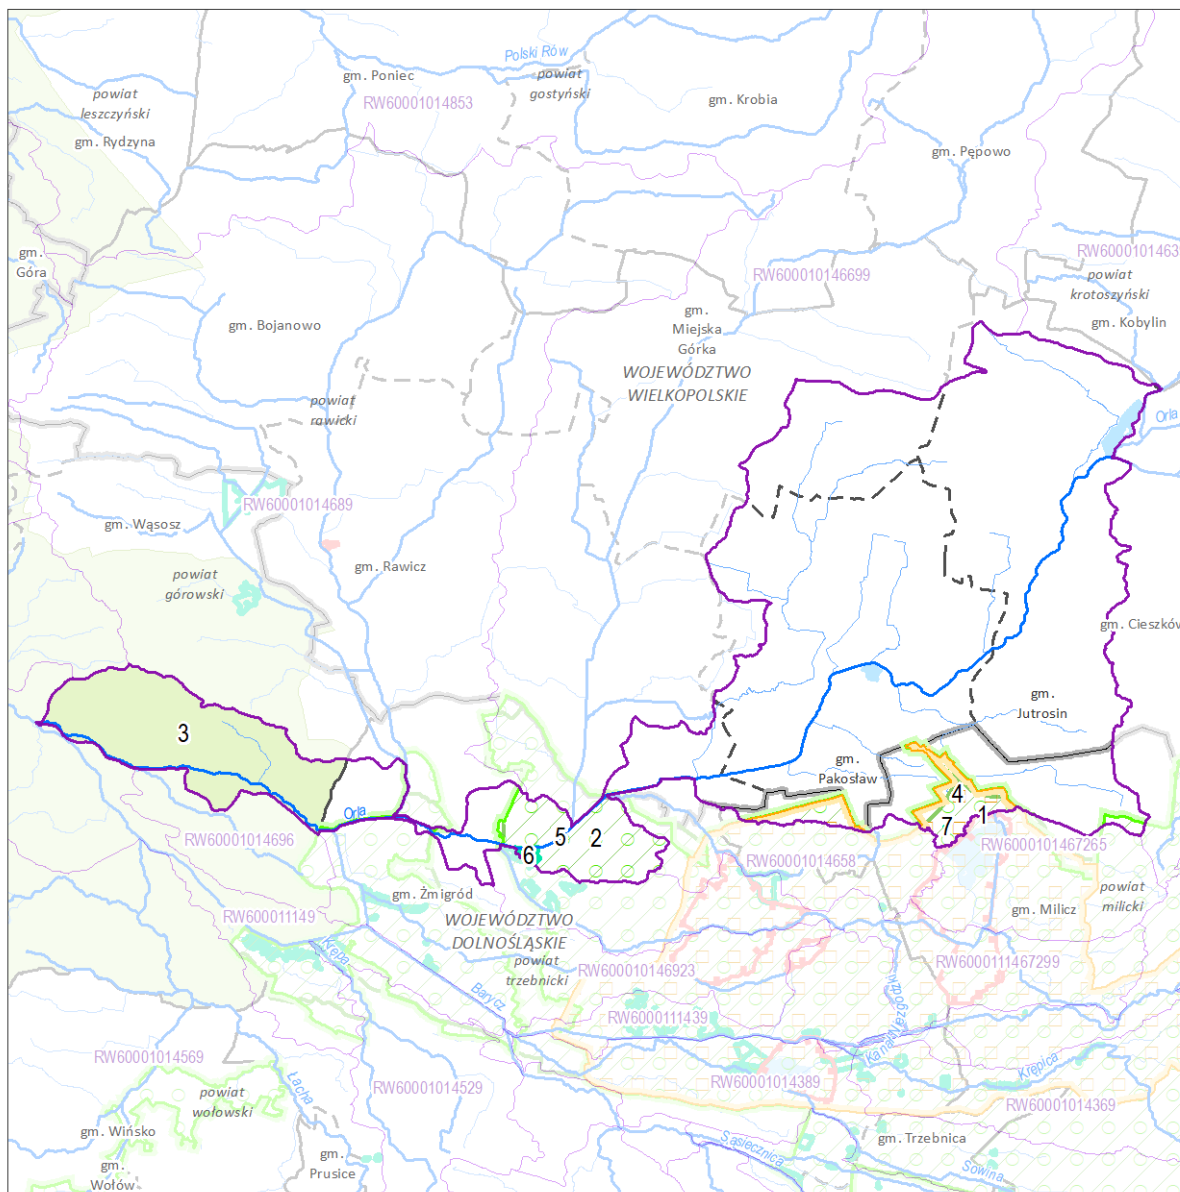 Polski Rów
gm. Poniec
powiat
gostyński
powiat
leszczyński
RW60001014853
gm. Krobia
gm. Rydzyna
gm. Pępowo
gm.
Góra
RW6000101463
RW600010146699
powiat
krotoszyński
gm. Bojanowo
gm.
Miejska
Górka
gm. Kobylin
WOJEWÓDZTWO
WIELKOPOLSKIE
powiat
rawicki
Orla
RW60001014689
gm. Wąsosz
gm. Rawicz
powiat
górowski
gm. Cieszków
gm.
Jutrosin
3
gm.
Pakosław
4
1
Orla
7
5
2
6
RW60001014696
RW6000101467265
RW60001014658
gm. Żmigród
powiat
milicki
RW600011149
WOJEWÓDZTWO
DOLNOŚLĄSKIE
gm. Milicz
Krępa
powiat
trzebnicki
RW600010146923
RW6000111467299
Barycz
Kanał Niezgodzki
RW6000111439
RW60001014569
RW60001014529
RW60001014389
Krępica
Łacha
powiat
wołowski
RW60001014369
gm. Wińsko
gm. Trzebnica
Sąsiecznica
gm.
Prusice
gm.
Wołów
Sowina